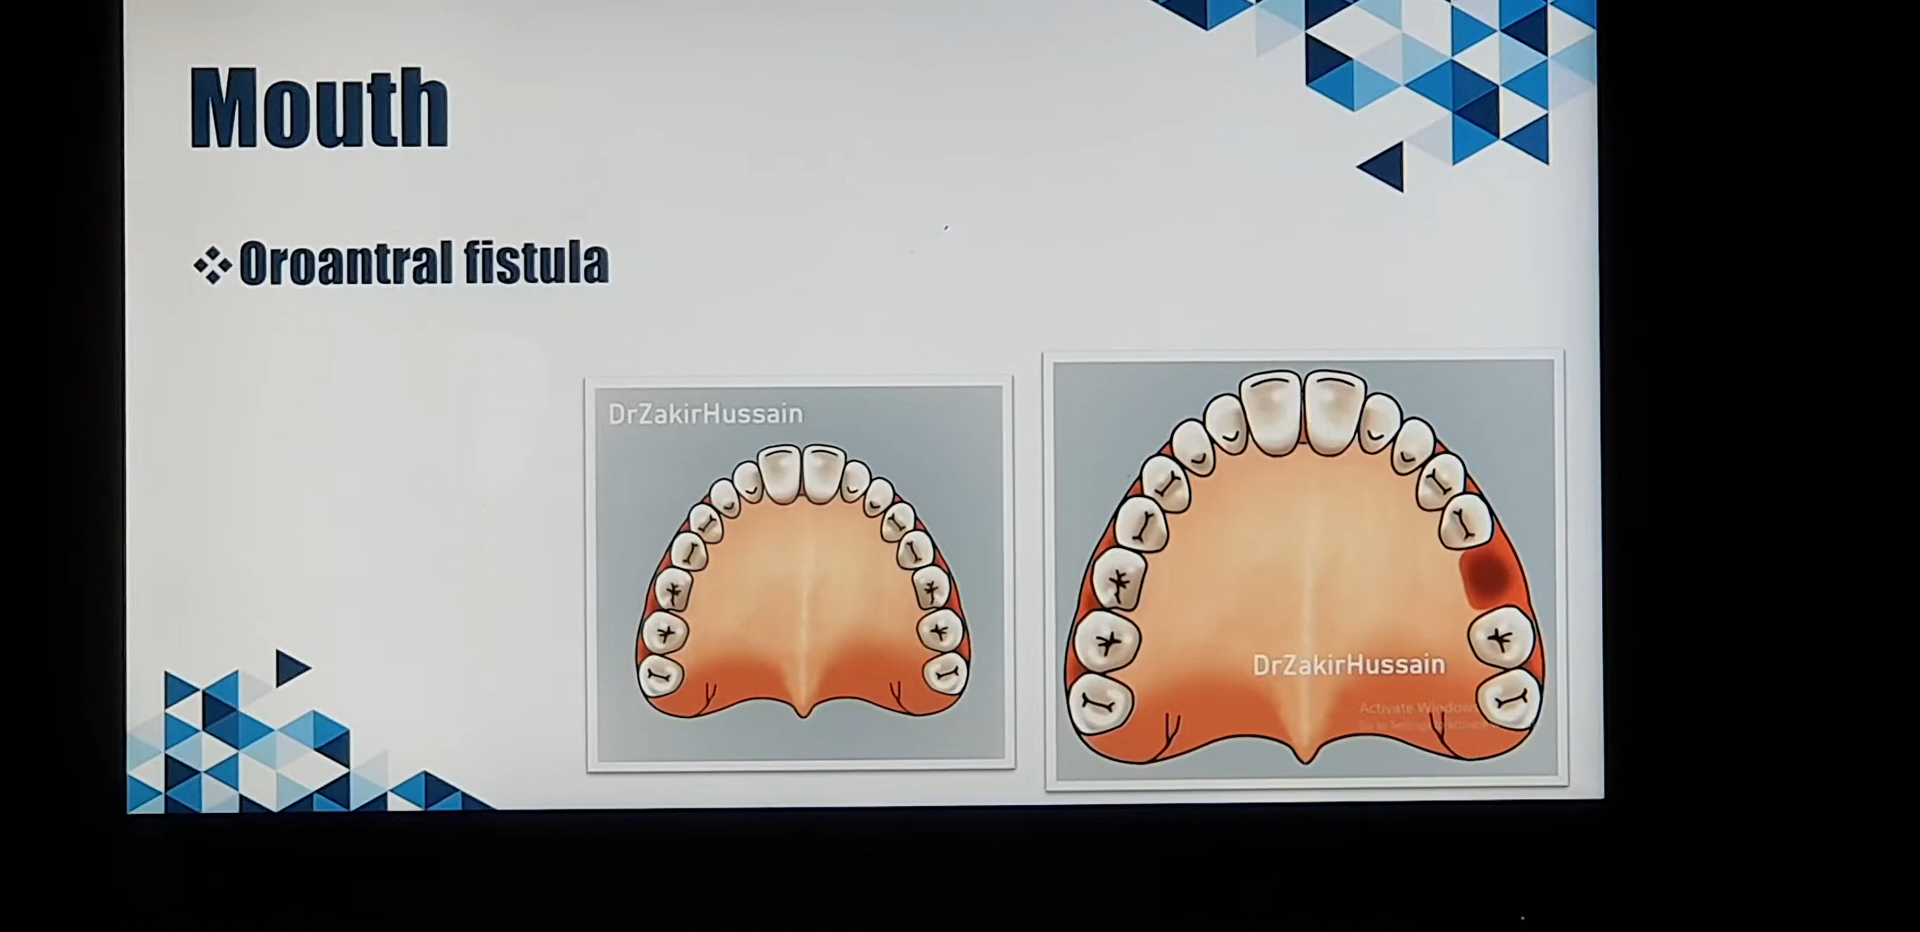 Mouth
❖Oroantral fistula
DrZakirHussain
DrZakirHussain
Activate Windows